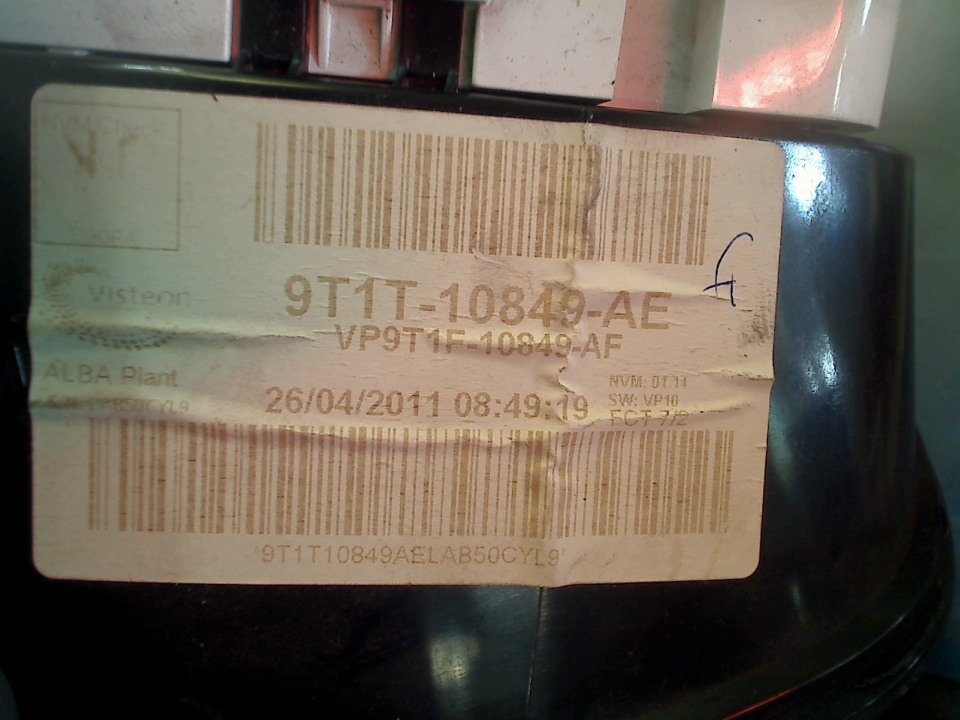 Visteon
9T1T-10849-AE
VP9T1F-10849-AF
ALBA Plant
26/04/2011 08:49:19
NVM: 01.11
SW: VP10
FCT 7/2
9T1T10849AELAB50CYL9